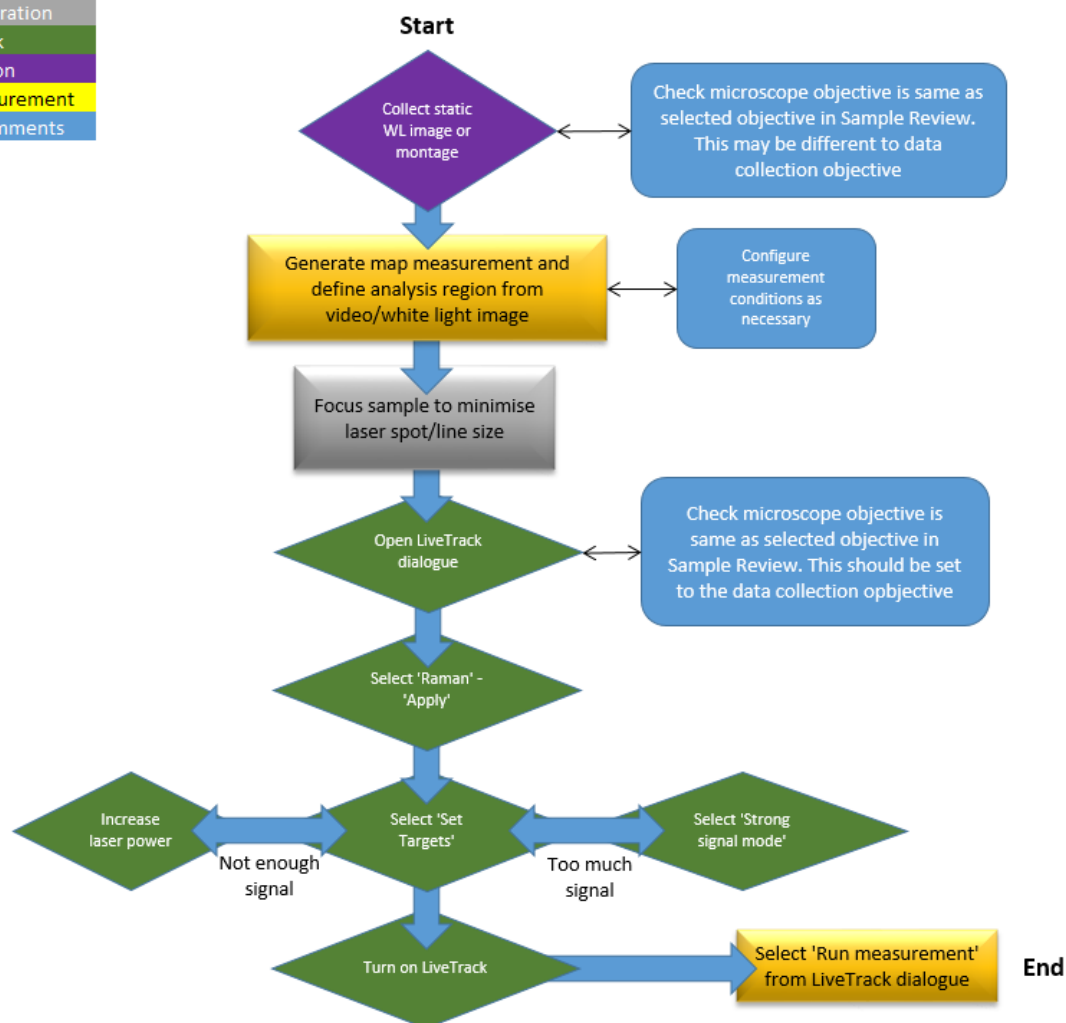 Start
Collect static
WL image or
montage
Check microscope objective is same as
selected objective in Sample Review.
This may be different to data
collection objective
Generate map measurement and
define analysis region from
video/white light image
Configure
measurement
conditions as
necessary
Focus sample to minimise
laser spot/line size
Open LiveTrack
dialogue
Check microscope objective is
same as selected objective in
Sample Review. This should be set
to the data collection opbjective
Select 'Raman' -
'Apply'
Increase
laser power
Not enough
signal
Select 'Set
Targets'
Too much
signal
Select 'Strong
signal mode'
Turn on LiveTrack
Select 'Run measurement'
from LiveTrack dialogue
End